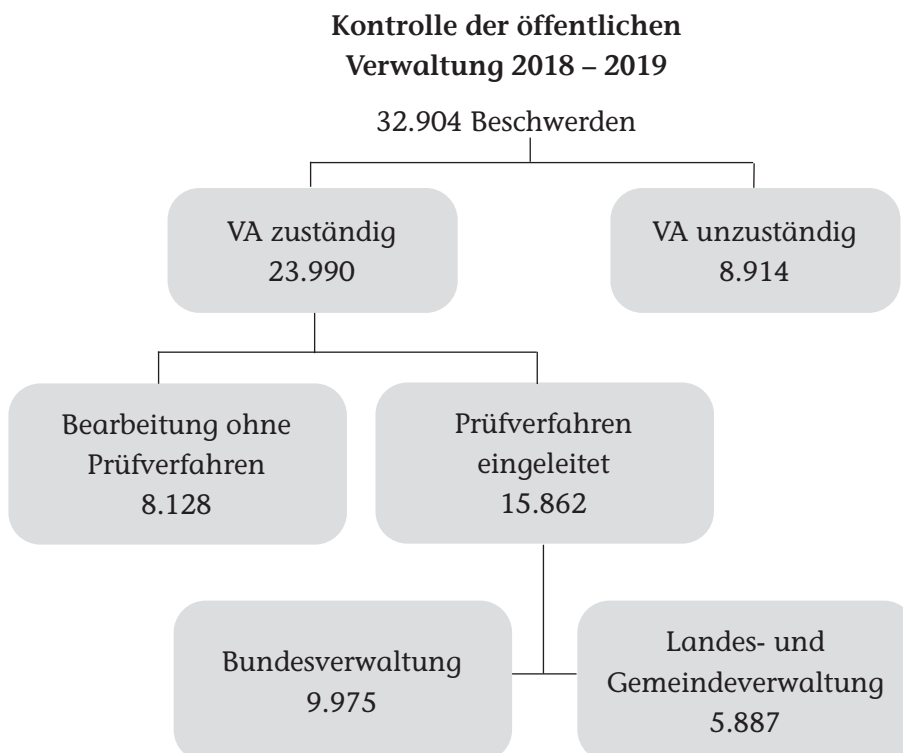 Kontrolle der öffentlichen
Verwaltung 2018 – 2019
32.904 Beschwerden
VA zuständig
23.990
VA unzuständig
8.914
Bearbeitung ohne
Prüfverfahren
8.128
Prüfverfahren
eingeleitet
15.862
Bundesverwaltung
9.975
Landes- und
Gemeindeverwaltung
5.887